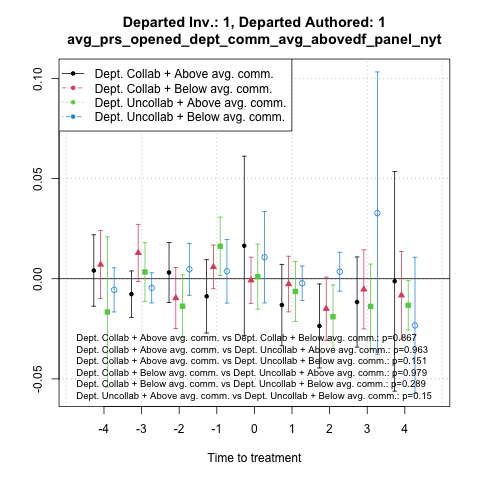 Departed Inv.: 1, Departed Authored: 1
avg_prs_opened_dept_comm_avg_abovedf_panel_nyt
Dept. Collab + Above avg. comm.
Dept. Collab + Below avg. comm.
Dept. Uncollab + Above avg. comm.
Dept. Uncollab + Below avg. comm.
0.10
0.05
0.00
-0.05
Dept. Collab + Above avg. comm. vs Dept. Collab + Below avg. comm.: p=0.867
Dept. Collab + Above avg. comm. vs Dept. Uncollab + Above avg. comm.: p=0.963
Dept. Collab + Above avg. comm. vs Dept. Uncollab + Below avg. comm.: p=0.151
Dept. Collab + Below avg. comm. vs Dept. Uncollab + Above avg. comm.: p=0.979
Dept. Collab + Below avg. comm. vs Dept. Uncollab + Below avg. comm.: p=0.289
Dept. Uncollab + Above avg. comm. vs Dept. Uncollab + Below avg. comm.: p=0.15
-4 -3 -2 -1 0 1 2 3 4
Time to treatment